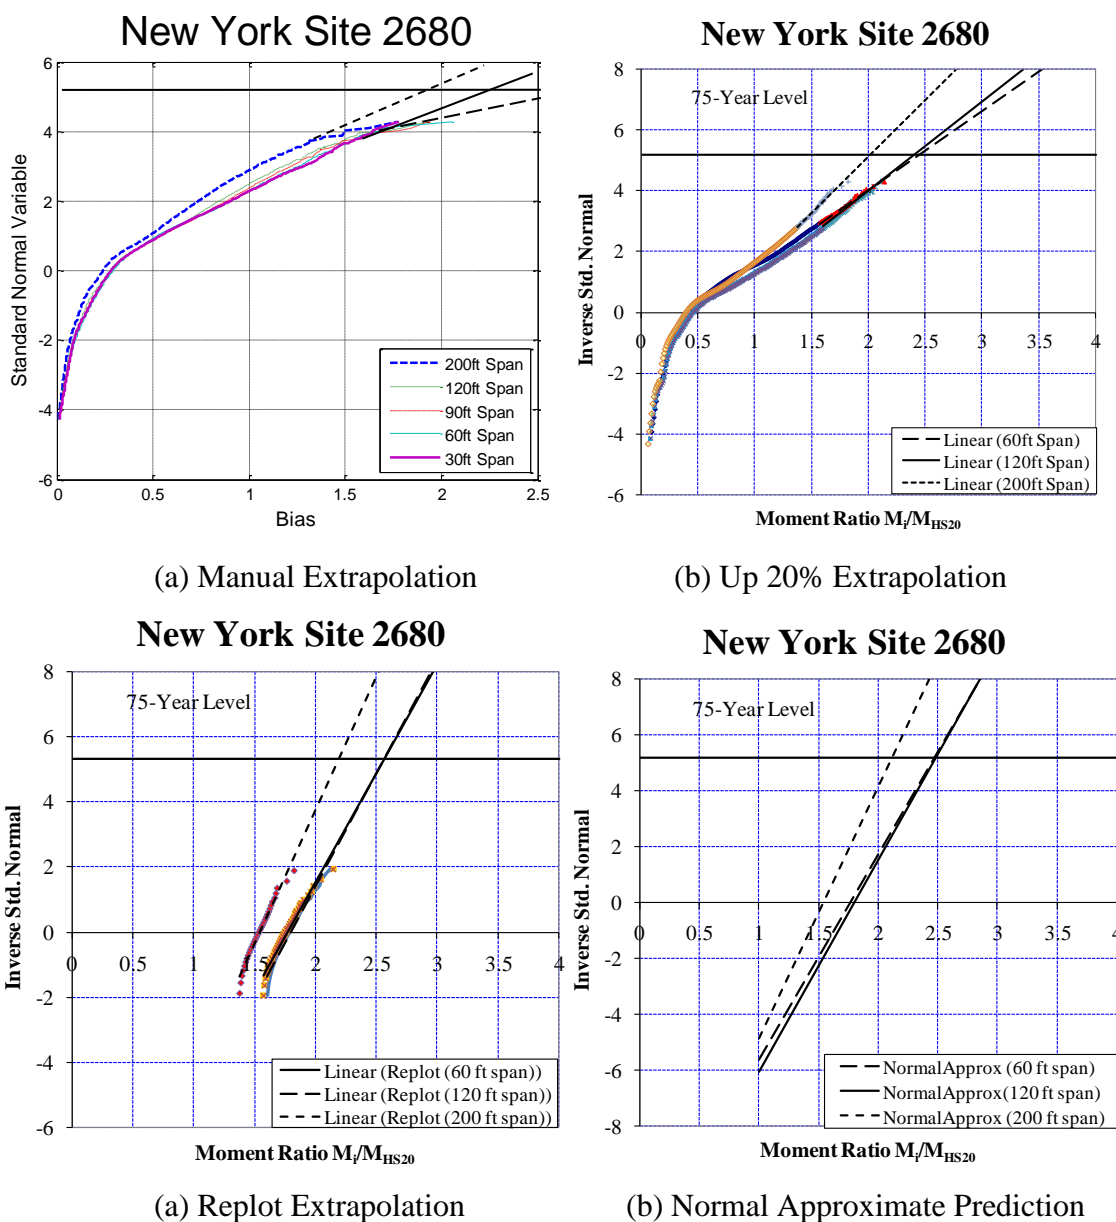 New York Site 2680
6
4
2
0
-2
-4
-6
0
0.5
1
1.5
2
2.5
Standard Normal Variable
Bias
200ft Span
120ft Span
90ft Span
60ft Span
30ft Span
(a) Manual Extrapolation
New York Site 2680
75-Year Level
8
6
4
2
0
-2
-4
-6
0
0.5
1
1.5
2
2.5
3
3.5
4
Inverse Std. Normal
Linear (60ft Span)
Linear (120ft Span)
Linear (200ft Span)
Moment Ratio Mi/MHS20
(b) Up 20% Extrapolation
New York Site 2680
75-Year Level
8
6
4
2
0
-2
-4
-6
0
0.5
1
1.5
2
2.5
3
3.5
4
Inverse Std. Normal
Linear (Replot (60 ft span))
Linear (Replot (120 ft span))
Linear (Replot (200 ft span))
Moment Ratio Mi/MHS20
(a) Replot Extrapolation
New York Site 2680
75-Year Level
8
6
4
2
0
-2
-4
-6
-8
0
0.5
1
1.5
2
2.5
3
3.5
4
Inverse Std. Normal
NormalApprox (60 ft span)
NormalApprox (120 ft span)
NormalApprox (200 ft span)
Moment Ratio Mi/MHS20
(b) Normal Approximate Prediction